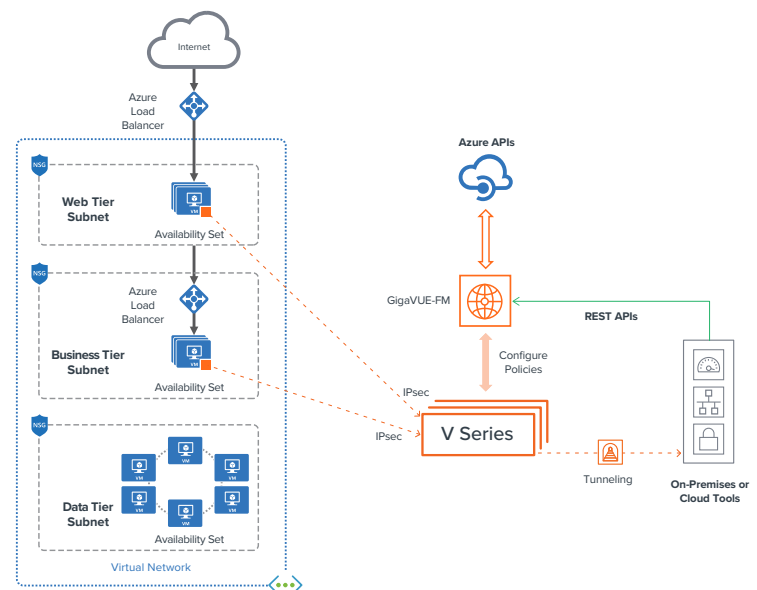 Internet
Azure
Load
Balancer
NSG
Web Tier
Subnet
VM
Availability Set
NSG
Azure
Load
Balancer
Business Tier
Subnet
VM
Availability Set
NSG
VM
VM
VM
VM
VM
VM
Data Tier
Subnet
Availability Set
Virtual Network
Azure APIs
GigaVUE-FM
REST APIs
Configure
Policies
IPsec
IPsec
V Series
Tunneling
On-Premises or
Cloud Tools